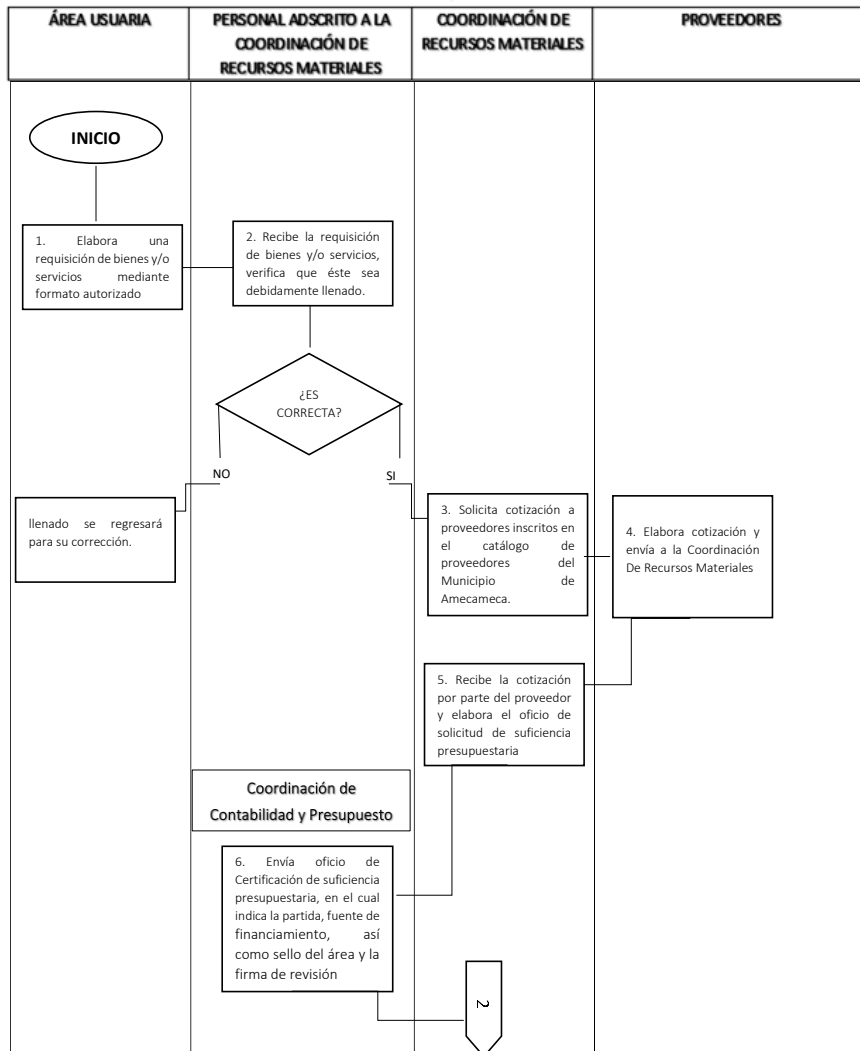 ÁREA USUARIA
PERSONAL ADSCRITO A LA
COORDINACIÓN DE
RECURSOS MATERIALES
COORDINACIÓN DE
RECURSOS MATERIALES
PROVEEDORES
INICIO
1. Elabora una
requisición de bienes y/o
servicios mediante
formato autorizado
2. Recibe la requisición
de bienes y/o servicios,
verifica que éste sea
debidamente llenado.
¿ES
CORRECTA?
NO
SI
llenado se regresará
para su corrección.
3. Solicita cotización a
proveedores inscritos en
el catálogo de
proveedores del
Municipio de
Amecameca.
4. Elabora cotización y
envía a la Coordinación
De Recursos Materiales
5. Recibe la cotización
por parte del proveedor
y elabora el oficio de
solicitud de suficiencia
presupuestaria
Coordinación de
Contabilidad y Presupuesto
6. Envía oficio de
Certificación de suficiencia
presupuestaria, en el cual
indica la partida, fuente de
financiamiento, así
como sello del área y la
firma de revisión
2